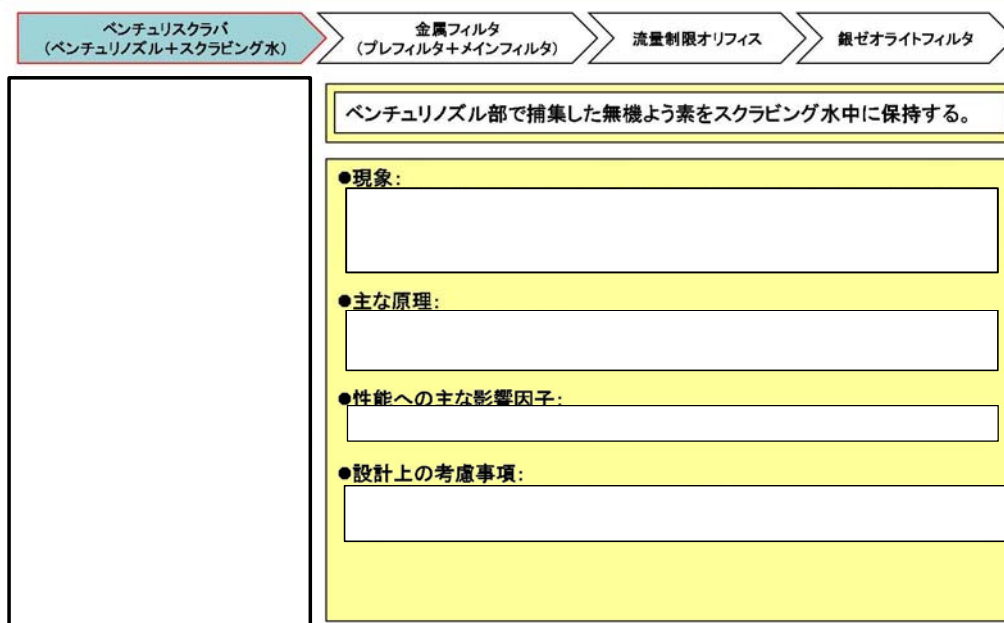 ベンチュリスクラバ
(ベンチュリノズル+スクラビング水)
金属フィルタ
(プレフィルタ+メインフィルタ)
流量制限オリフィス
銀ゼオライトフィルタ
ベンチュリノズル部で捕集した無機よう素をスクラビング水中に保持する。
●現象:
●主な原理:
●性能への主な影響因子:
●設計上の考慮事項: